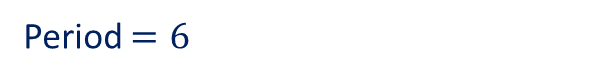 Period = 6